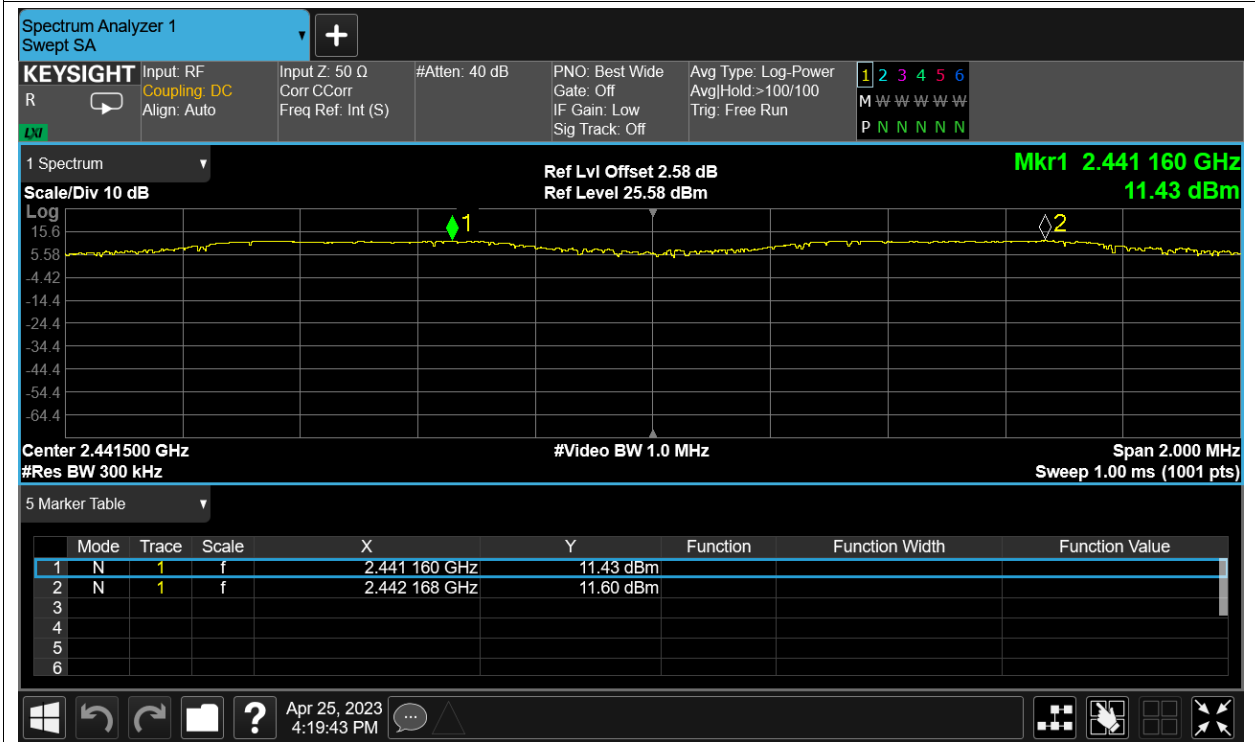 Spectrum Analyzer 1
Swept SA
+
KEYSIGHT Input: RF Input Z: 50 Ω #Atten: 40 dB PNO: Best Wide Avg Type: Log-Power 1 2 3 4 5 6
R Coupling: DC Corr CCorr Gate: Off Avg|Hold:>100/100 M W W W W W W
Align: Auto Freq Ref: Int (S) IF Gain: Low Trig: Free Run P N N N N N N
LXI Sig Track: Off
1 Spectrum Ref Lvl Offset 2.58 dB Mkr1 2.441 160 GHz
Scale/Div 10 dB Ref Level 25.58 dBm 11.43 dBm
Log
1 2
15.6
5.58
-4.42
-14.4
-24.4
-34.4
-44.4
-54.4
-64.4
Center 2.441500 GHz #Video BW 1.0 MHz Span 2.000 MHz
#Res BW 300 kHz Sweep 1.00 ms (1001 pts)
5 Marker Table
Mode Trace Scale X Y Function Function Width Function Value
1 N 1 f 2.441 160 GHz 11.43 dBm
2 N 1 f 2.442 168 GHz 11.60 dBm
3
4
5
6
? Apr 25, 2023
4:19:43 PM